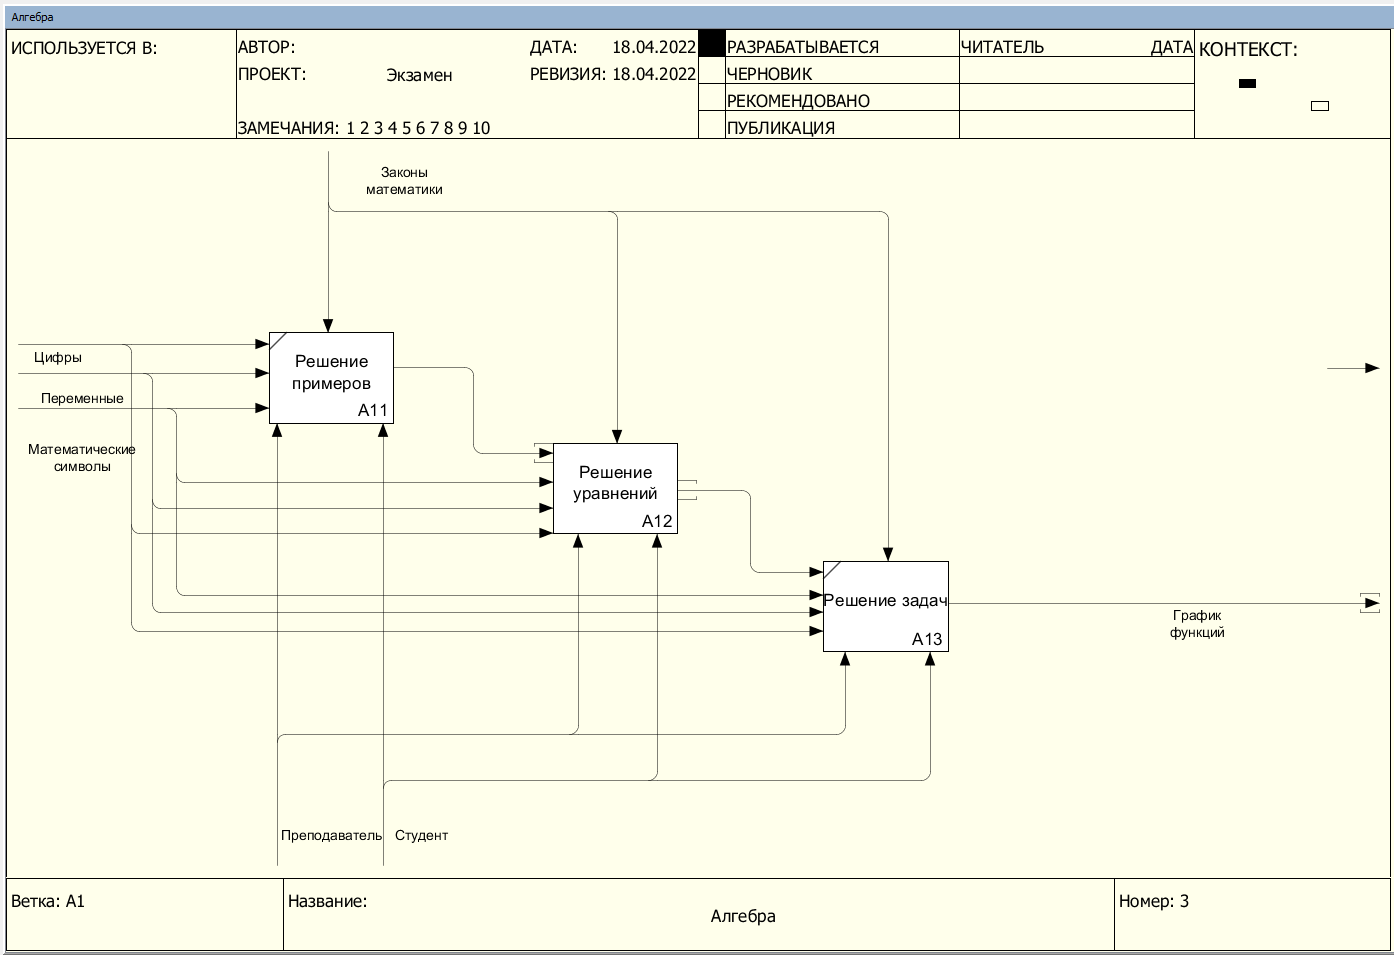 Алгебра
ИСПОЛЬЗУЕТСЯ В:
АВТОР:
ДАТА: 18.04.2022
ПРОЕКТ: Экзамен
РЕВИЗИЯ: 18.04.2022
ЗАМЕЧАНИЯ: 1 2 3 4 5 6 7 8 9 10
РАЗРАБАТЫВАЕТСЯ
ЧЕРНОВИК
РЕКОМЕНДОВАНО
ПУБЛИКАЦИЯ
ЧИТАТЕЛЬ ДАТА
КОНТЕКСТ:
Законы
математики
Цифры
Переменные
Математические
символы
Решение
примеров
A11
Решение
уравнений
A12
Решение задач
A13
График
функций
Преподаватель
Студент
Ветка: A1
Название:
Алгебра
Номер: 3